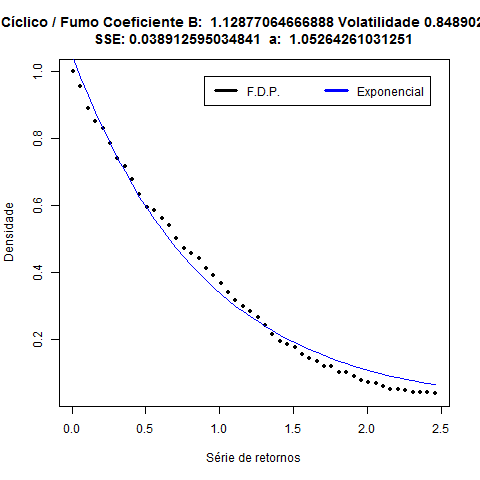 Cíclico / Fumo Coeficiente B: 1.12877064666888 Volatilidade 0.848902
SSE: 0.038912595034841 a: 1.05264261031251
F.D.P.
Exponencial
Densidade
1.0
0.8
0.6
0.4
0.2
0.0 0.5 1.0 1.5 2.0 2.5
Série de retornos